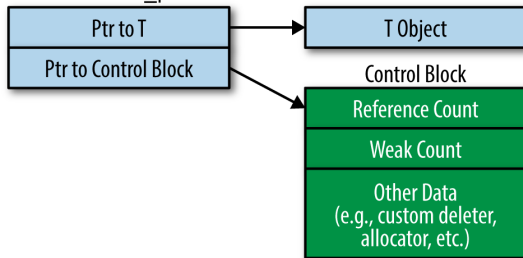 Ptr to T
T Object
Ptr to Control Block
Control Block
Reference Count
Weak Count
Other Data
(e.g., custom deleter,
allocator, etc.)